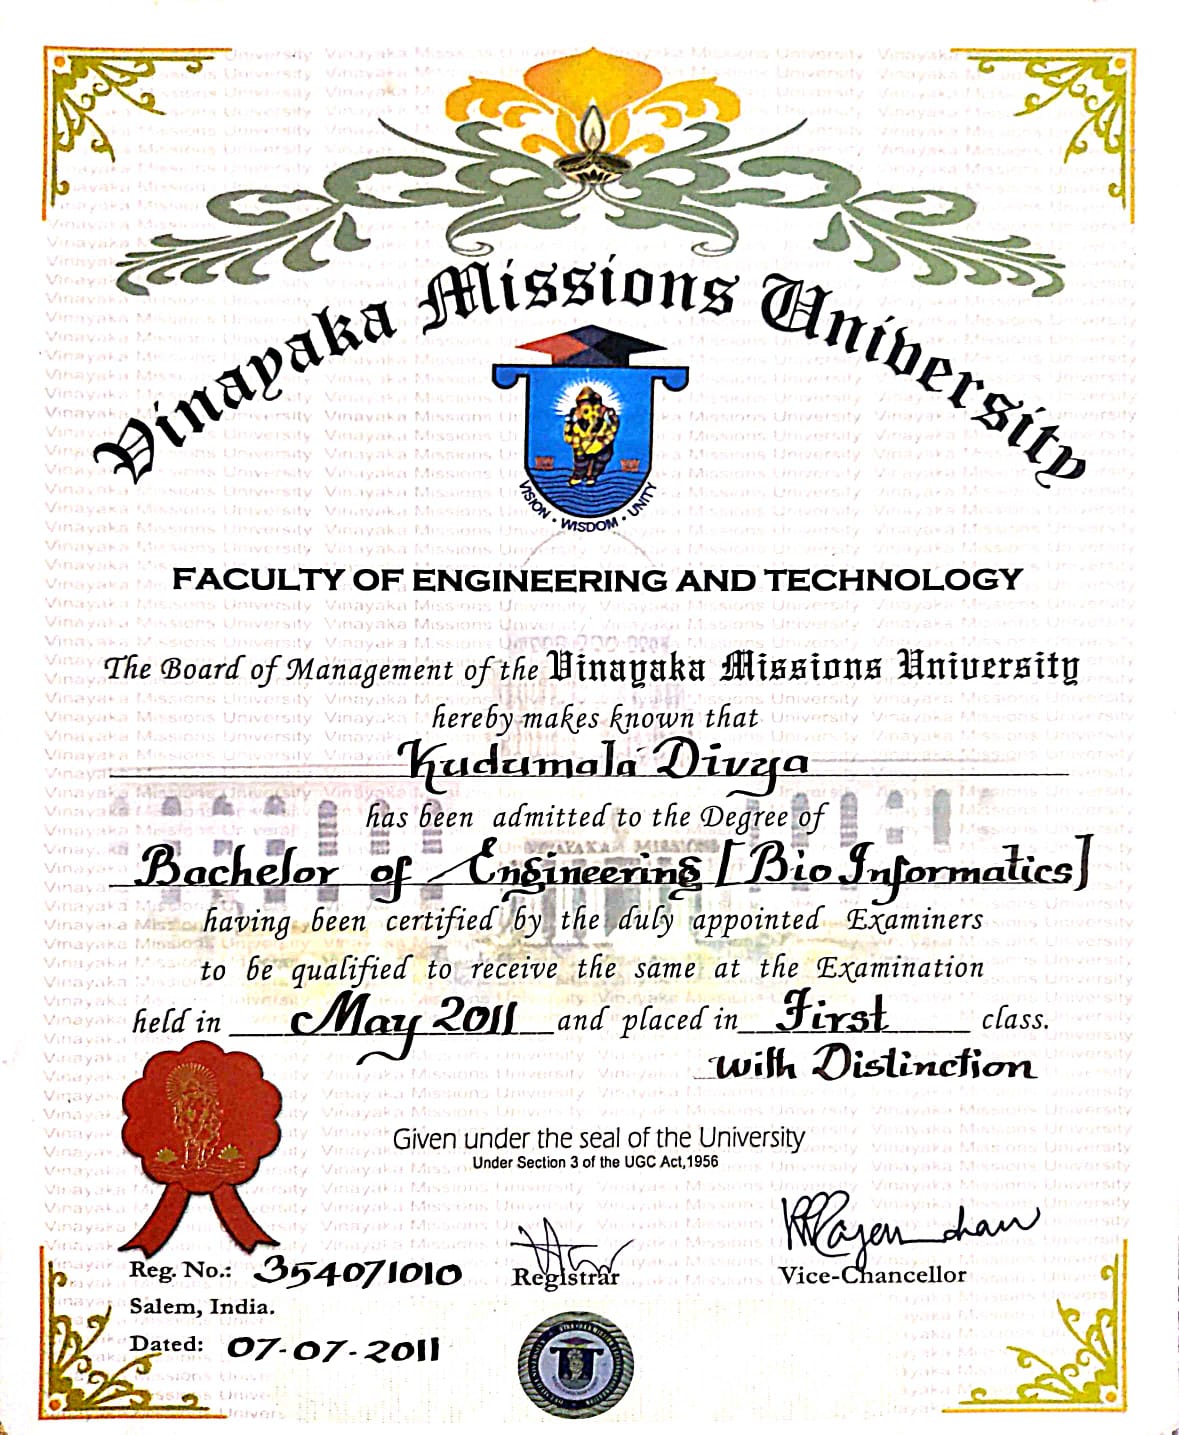 Vinayaka Missions University
VISION • WISDOM • UNITY
FACULTY OF ENGINEERING AND TECHNOLOGY
The Board of Management of the Vinayaka Missions University
hereby makes known that
Kudumala Divya
has been admitted to the Degree of
Bachelor of Engineering [Bio Informatics]
having been certified by the duly appointed Examiners
to be qualified to receive the same at the Examination
held in May 2011 and placed in First class.
with Distinction
Given under the seal of the University
Under Section 3 of the UGC Act,1956
Reg. No.: 354071010
Registrar
Vice-Chancellor
Salem, India.
Dated: 07-07-2011